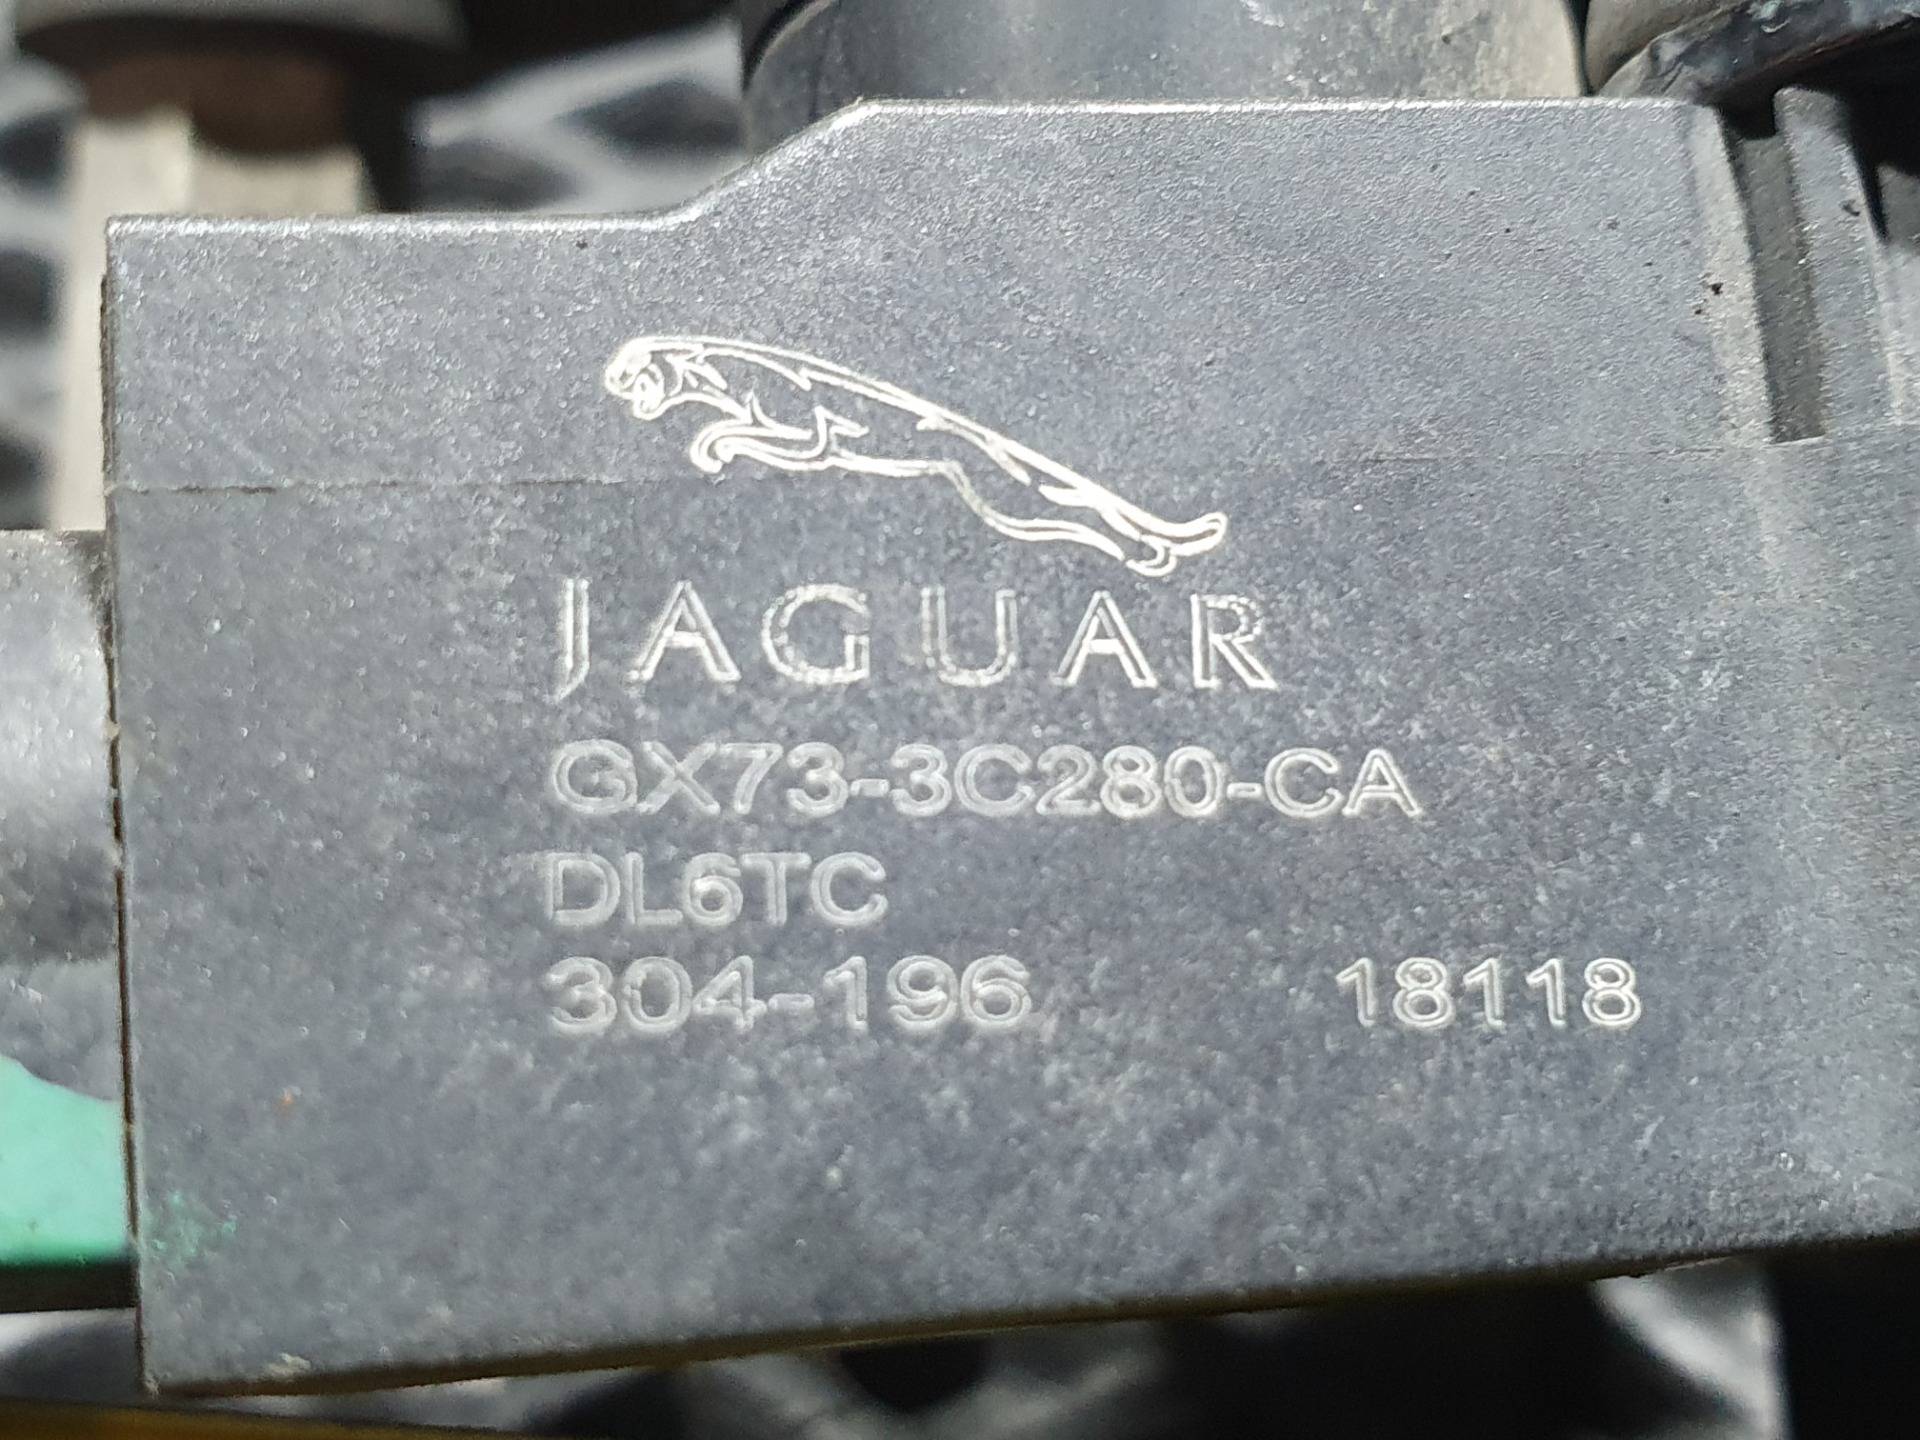 JAGUAR
GX73-3C280-CA
DL6TC
304-196 18118